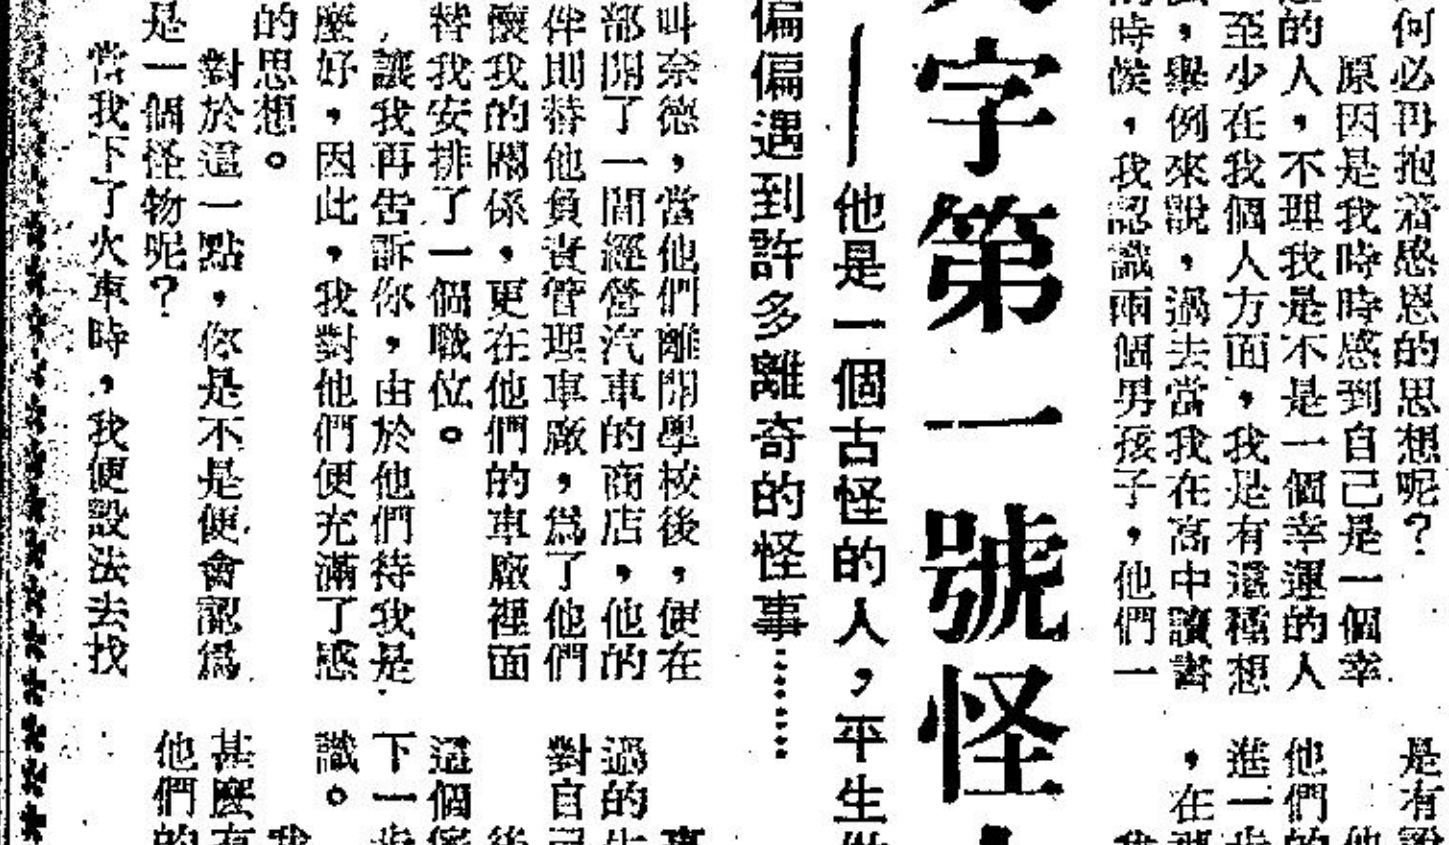 何必再抱着感恩的思想呢？
原因是我時時感到自己是一個幸
的人，不理我是不是一個幸運的人
至少在我個人方面，我是有這種想
，舉例來說，過去當我在高中讀書
的時候，我認識兩個男孩子，他們一
字第一號怪
──他是一個古怪的人，平生
偏偏遇到許多離奇的怪事………
叫奈德，當他們離開學校後，便在
部開了一間經營汽車的商店，他的
伴則替他負責管理車廠，爲了他們
懷我的關係，更在他們的車廠裡面
替我安排了一個職位。
，讓我再告訴你，由於他們待我是
麼好，因此，我對他們便充滿了感
的思想。
對於這一點，你是不是便會認爲
是一個怪物呢？
當我下了火車時，我便設法去找
是有
他們的
進一步
，在
過的
對自己
這個
下一步
識。
甚麼有
他們的